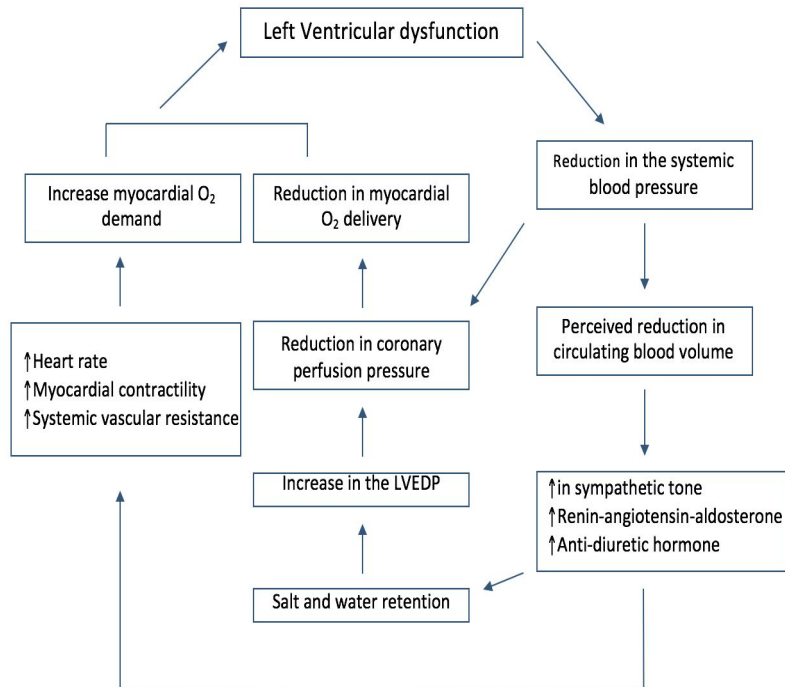 Left Ventricular dysfunction
Reduction in the systemic
blood pressure
Increase myocardial O₂
demand
Reduction in myocardial
O₂ delivery
↑Heart rate
↑Myocardial contractility
↑Systemic vascular resistance
Reduction in coronary
perfusion pressure
Perceived reduction in
circulating blood volume
Increase in the LVEDP
↑in sympathetic tone
↑Renin-angiotensin-aldosterone
↑Anti-diuretic hormone
Salt and water retention